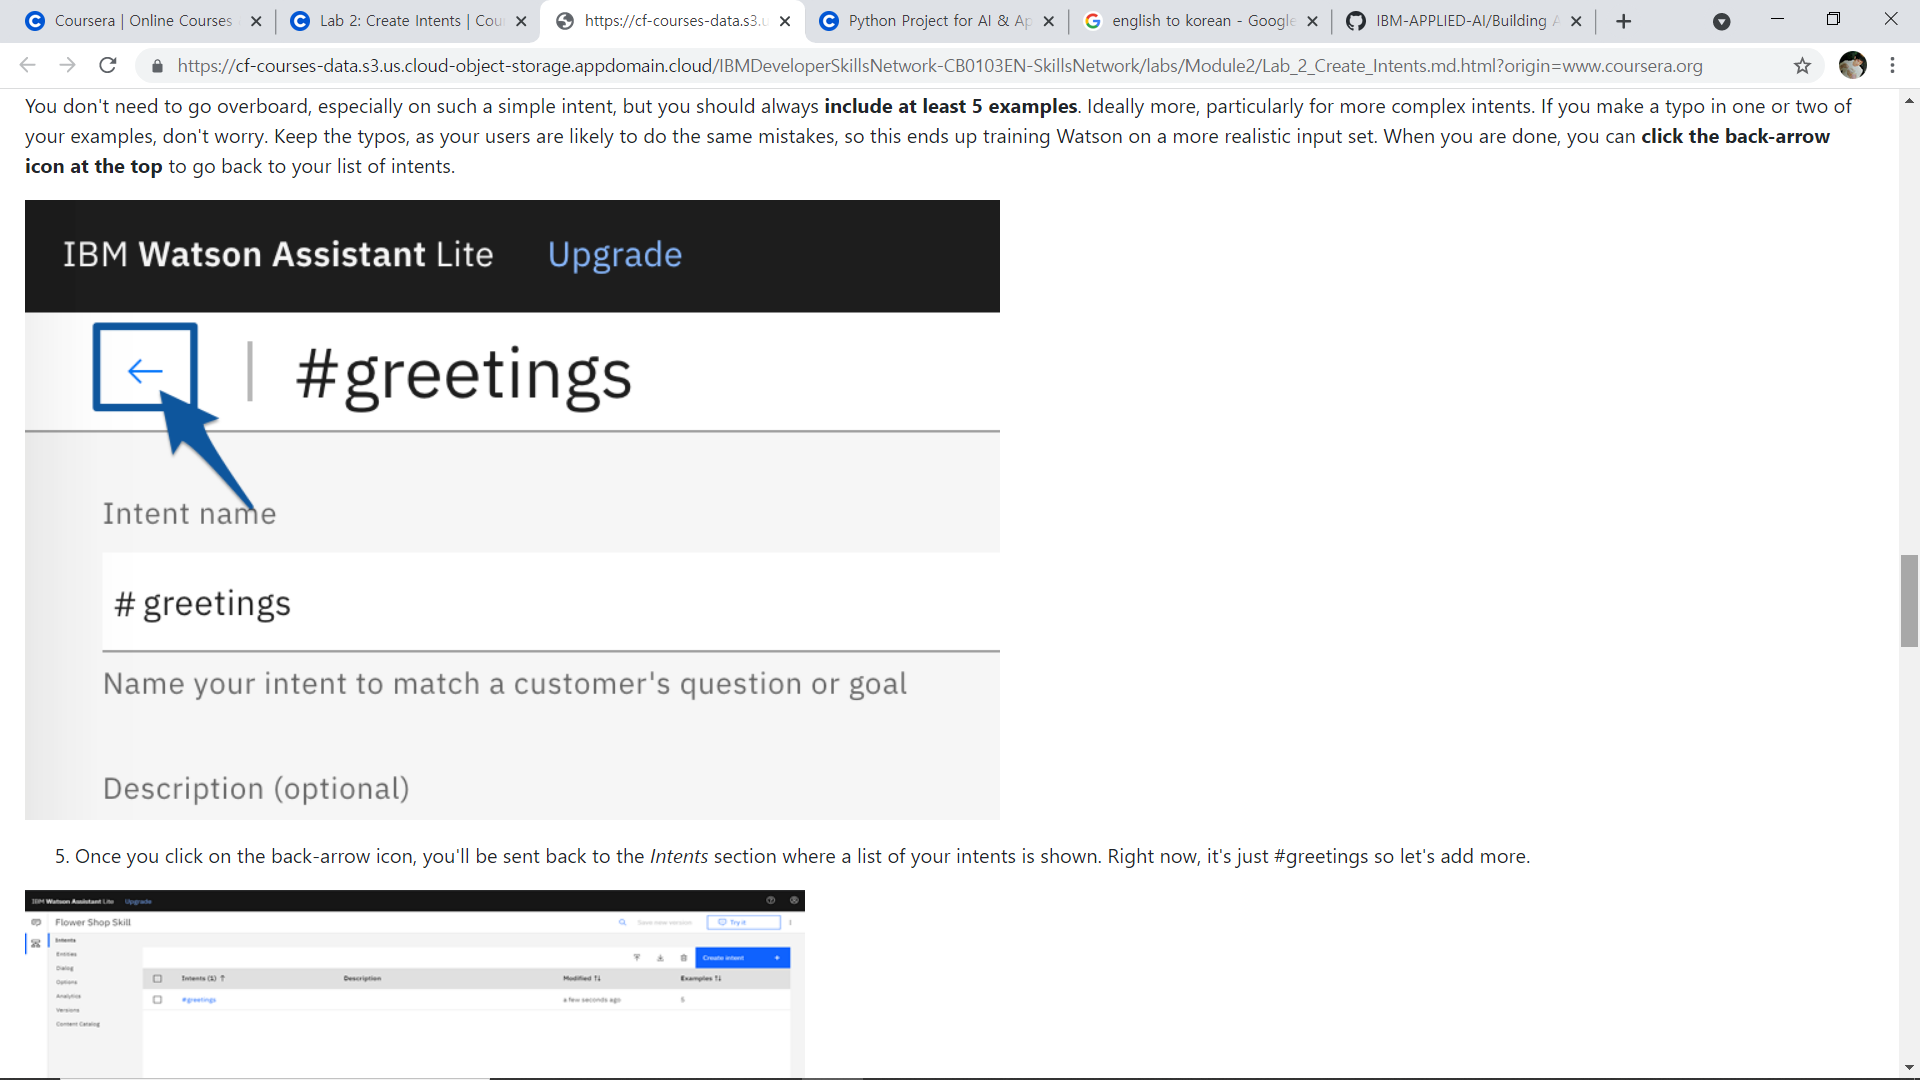 Coursera | Online Courses
Lab 2: Create Intents | Cou
https://cf-courses-data.s3.u
Python Project for AI & Ap
english to korean - Google
IBM-APPLIED-AI/Building A
https://cf-courses-data.s3.us.cloud-object-storage.appdomain.cloud/IBMDeveloperSkillsNetwork-CB0103EN-SkillsNetwork/labs/Module2/Lab_2_Create_Intents.md.html?origin=www.coursera.org
You don't need to go overboard, especially on such a simple intent, but you should always include at least 5 examples. Ideally more, particularly for more complex intents. If you make a typo in one or two of
your examples, don't worry. Keep the typos, as your users are likely to do the same mistakes, so this ends up training Watson on a more realistic input set. When you are done, you can click the back-arrow
icon at the top to go back to your list of intents.
IBM Watson Assistant Lite Upgrade
#greetings
Intent name
# greetings
Name your intent to match a customer's question or goal
Description (optional)
5. Once you click on the back-arrow icon, you'll be sent back to the Intents section where a list of your intents is shown. Right now, it's just #greetings so let's add more.
IBM Watson Assistant Lite Upgrade
Flower Shop Skill Save new version Try it
Intents
Entities
Dialog
Options
Analytics
Versions
Content Catalog
Create intent +
Intents (1) ↑ Description Modified ↑↓ Examples ↑↓
#greetings a few seconds ago 5